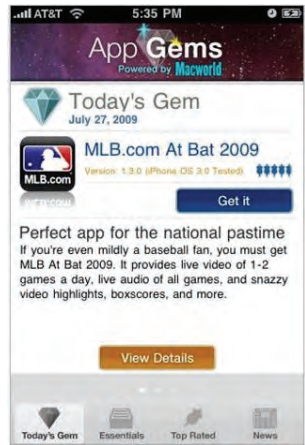 AT&T 5:35 PM
App Gems
Powered by Macworld
Today's Gem
July 27, 2009
MLB.com At Bat 2009
MLB.com
Version: 1.3.0 (iPhone OS 3.0 Tested)
Get it
Perfect app for the national pastime
If you're even mildly a baseball fan, you must get
MLB At Bat 2009. It provides live video of 1-2
games a day, live audio of all games, and snazzy
video highlights, boxscores, and more.
View Details
Today's Gem Essentials Top Rated News